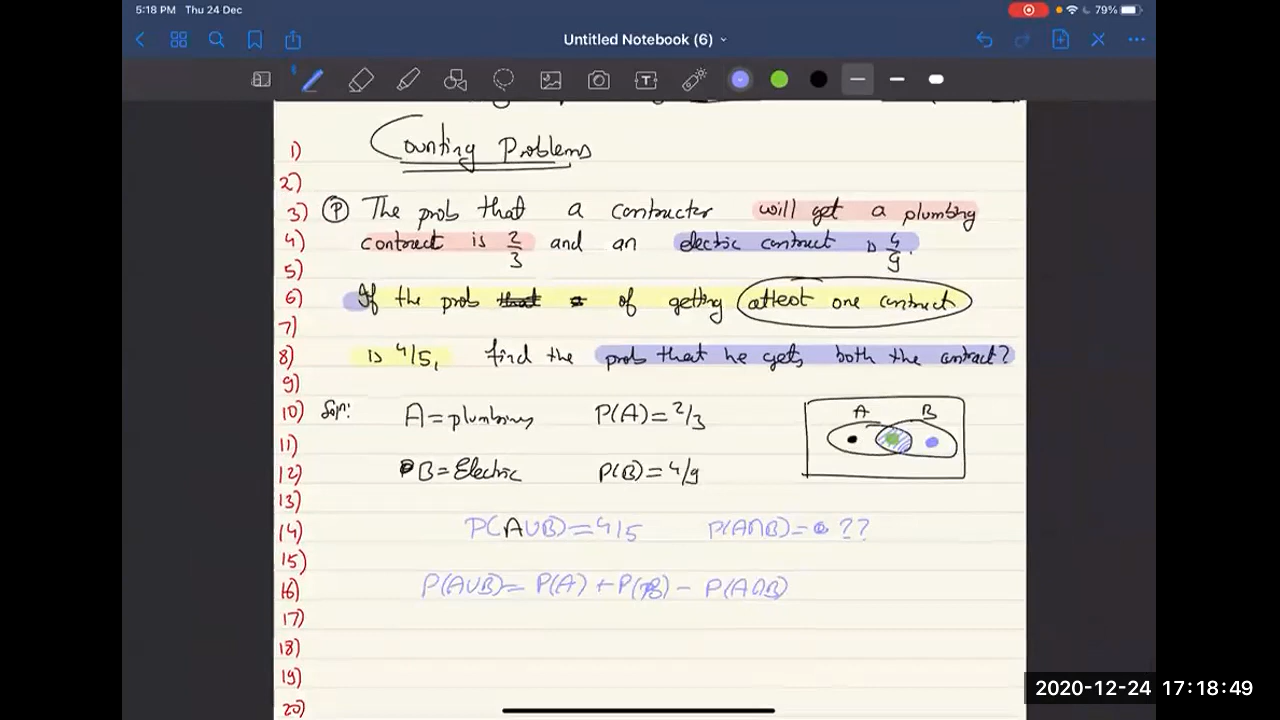 5:18 PM Thu 24 Dec
79%
Untitled Notebook (6)
T
Counting Problems
1)
2)
3) P The prob that a contructor will get a plumbing
4) contract is 2/3 and an electric contract is 4/9.
5)
6) If the prob that a of getting atleast one contract
7)
8) is 4/5, find the prob that he gets both the contract?
9)
10) Soln: A = plumbing P(A) = 2/3 A B
11)
12) B = Electric P(B) = 4/9
13)
14) P(A∪B) = 4/5 P(A∩B) = ??
15)
16) P(A∪B) = P(A) + P(B) - P(A∩B)
17)
18)
19)
20)
2020-12-24 17:18:49